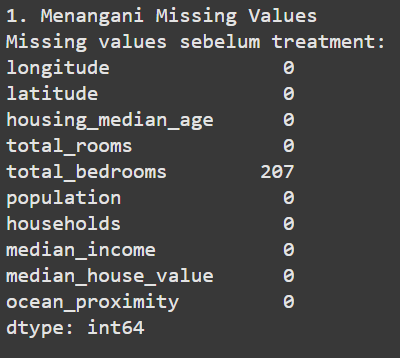 1. Menangani Missing Values
Missing values sebelum treatment:
longitude 0
latitude 0
housing_median_age 0
total_rooms 0
total_bedrooms 207
population 0
households 0
median_income 0
median_house_value 0
ocean_proximity 0
dtype: int64